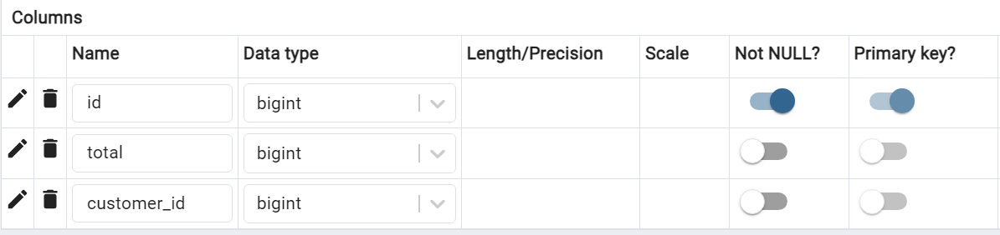 Columns
Name Data type Length/Precision Scale Not NULL? Primary key?
id bigint
total bigint
customer_id bigint